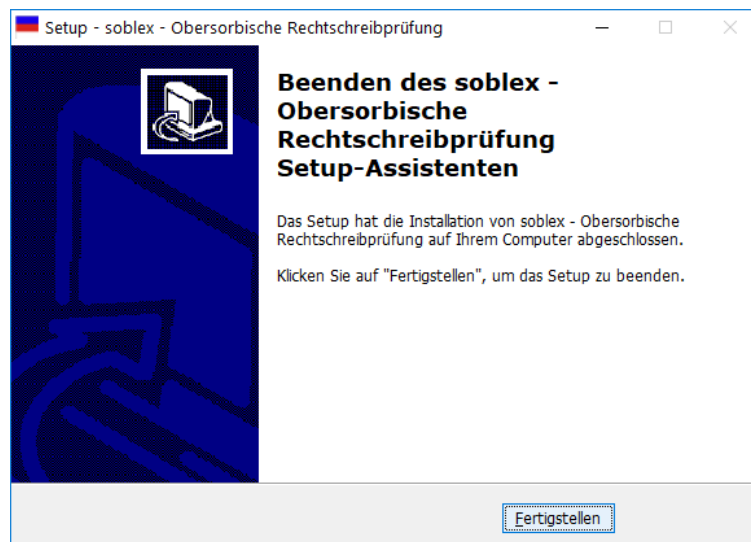 Setup - soblex - Obersorbische Rechtschreibprüfung
Beenden des soblex -
Obersorbische
Rechtschreibprüfung
Setup-Assistenten
Das Setup hat die Installation von soblex - Obersorbische
Rechtschreibprüfung auf Ihrem Computer abgeschlossen.
Klicken Sie auf "Fertigstellen", um das Setup zu beenden.
Fertigstellen